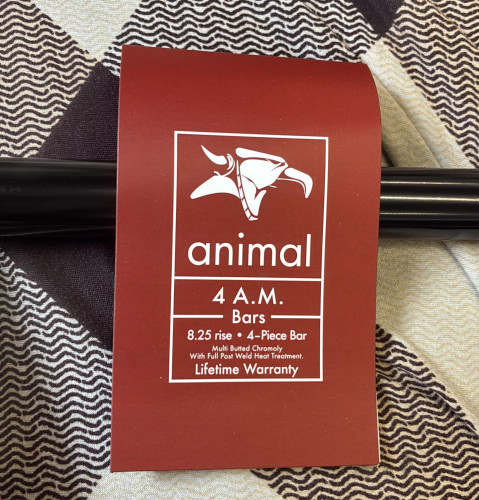 animal
4 A.M.
Bars
8.25 rise • 4-Piece Bar
Multi Butted Chromoly
With Full Post Weld Heat Treatment.
Lifetime Warranty